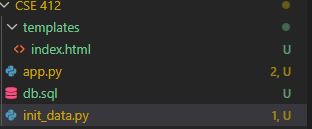 CSE 412
templates
<> index.html U
app.py 2, U
db.sql U
init_data.py 1, U